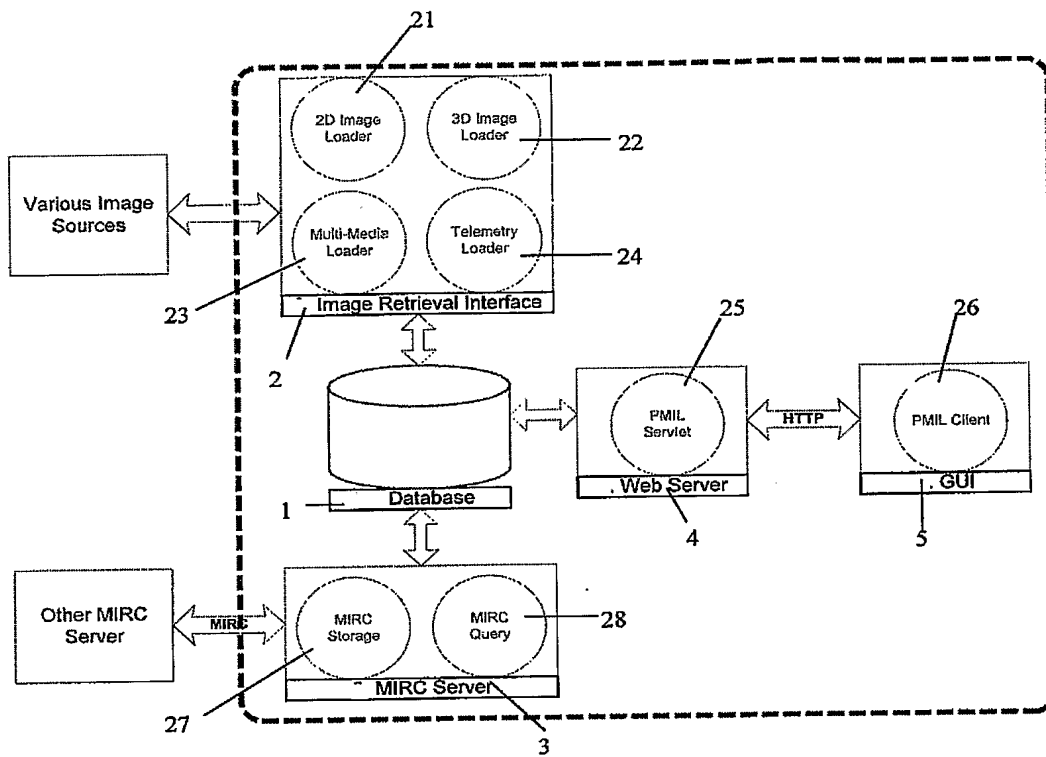 21
2D Image
Loader
3D Image
Loader
22
Various Image
Sources
Multi-Media
Loader
Telemetry
Loader
24
23
Image Retrieval Interface
2
25
26
PMIL
Servlet
HTTP
PMIL Client
Database
1
Web Server
4
GUI
5
Other MIRC
Server
MIRC
MIRC
Storage
MIRC
Query
28
MIRC Server
27
3